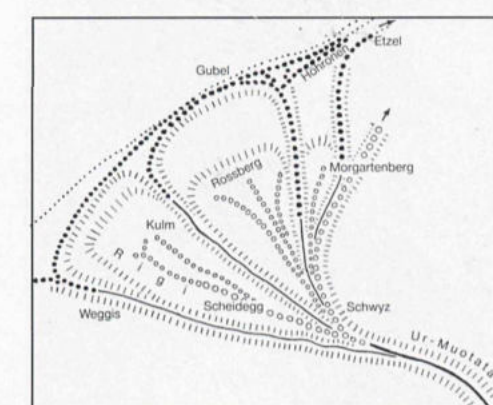 Etzel
Hohronen
Gubel
Morgartenberg
Rossberg
Kulm
Rigi
Scheidegg
Schwyz
Weggis
Ur-Muotata